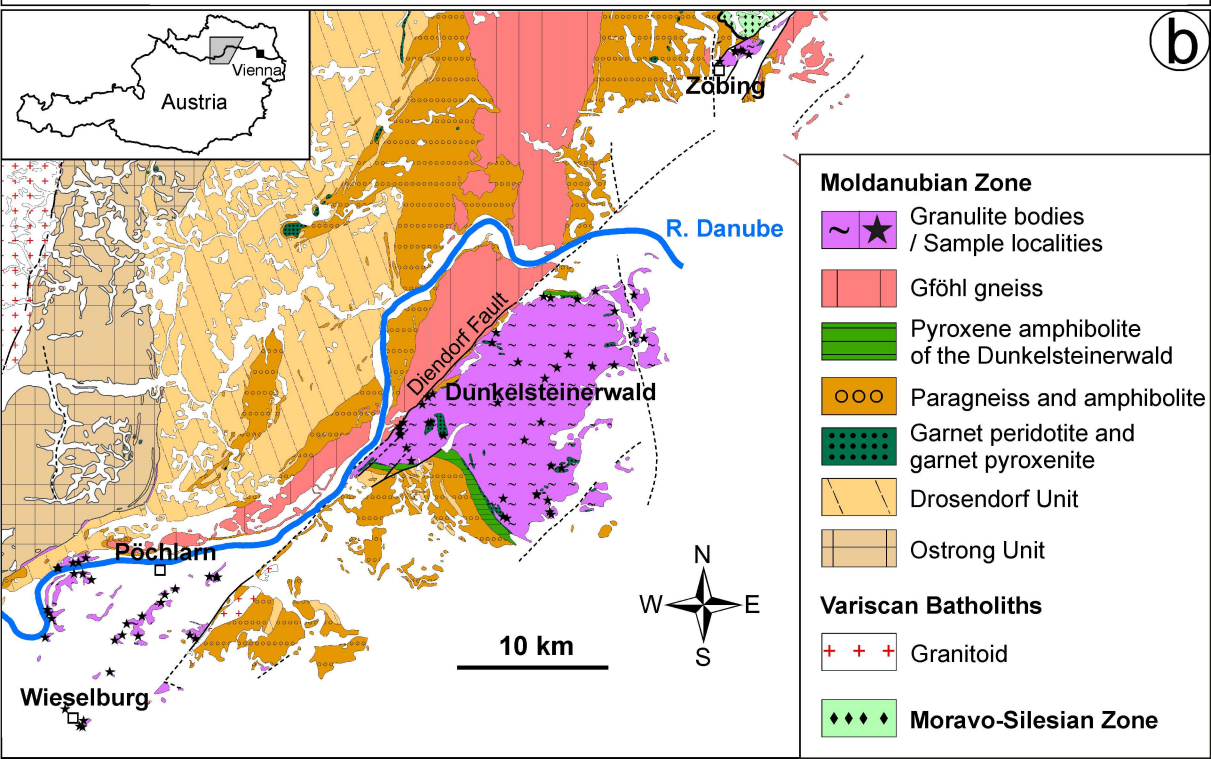 b
Vienna
Austria
Zöbing
R. Danube
Diendorf Fault
Dunkelsteinerwald
Pöchlarn
Wieselburg
10 km
N
W E
S
Moldanubian Zone
~ ★ Granulite bodies
/ Sample localities
Gföhl gneiss
Pyroxene amphibolite
of the Dunkelsteinerwald
Paragneiss and amphibolite
Garnet peridotite and
garnet pyroxenite
Drosendorf Unit
Ostrong Unit
Variscan Batholiths
Granitoid
Moravo-Silesian Zone